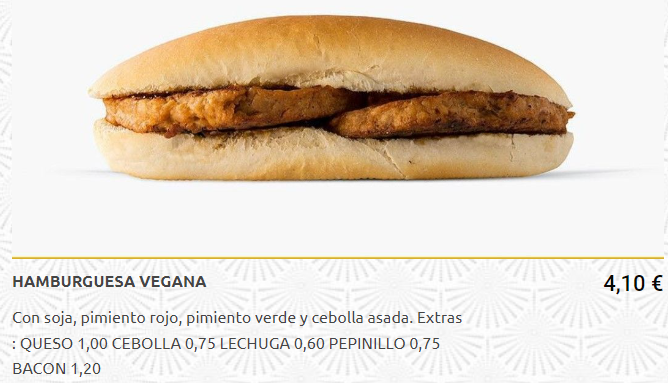 HAMBURGUESA VEGANA 4,10 €
Con soja, pimiento rojo, pimiento verde y cebolla asada. Extras
: QUESO 1,00 CEBOLLA 0,75 LECHUGA 0,60 PEPINILLO 0,75
BACON 1,20